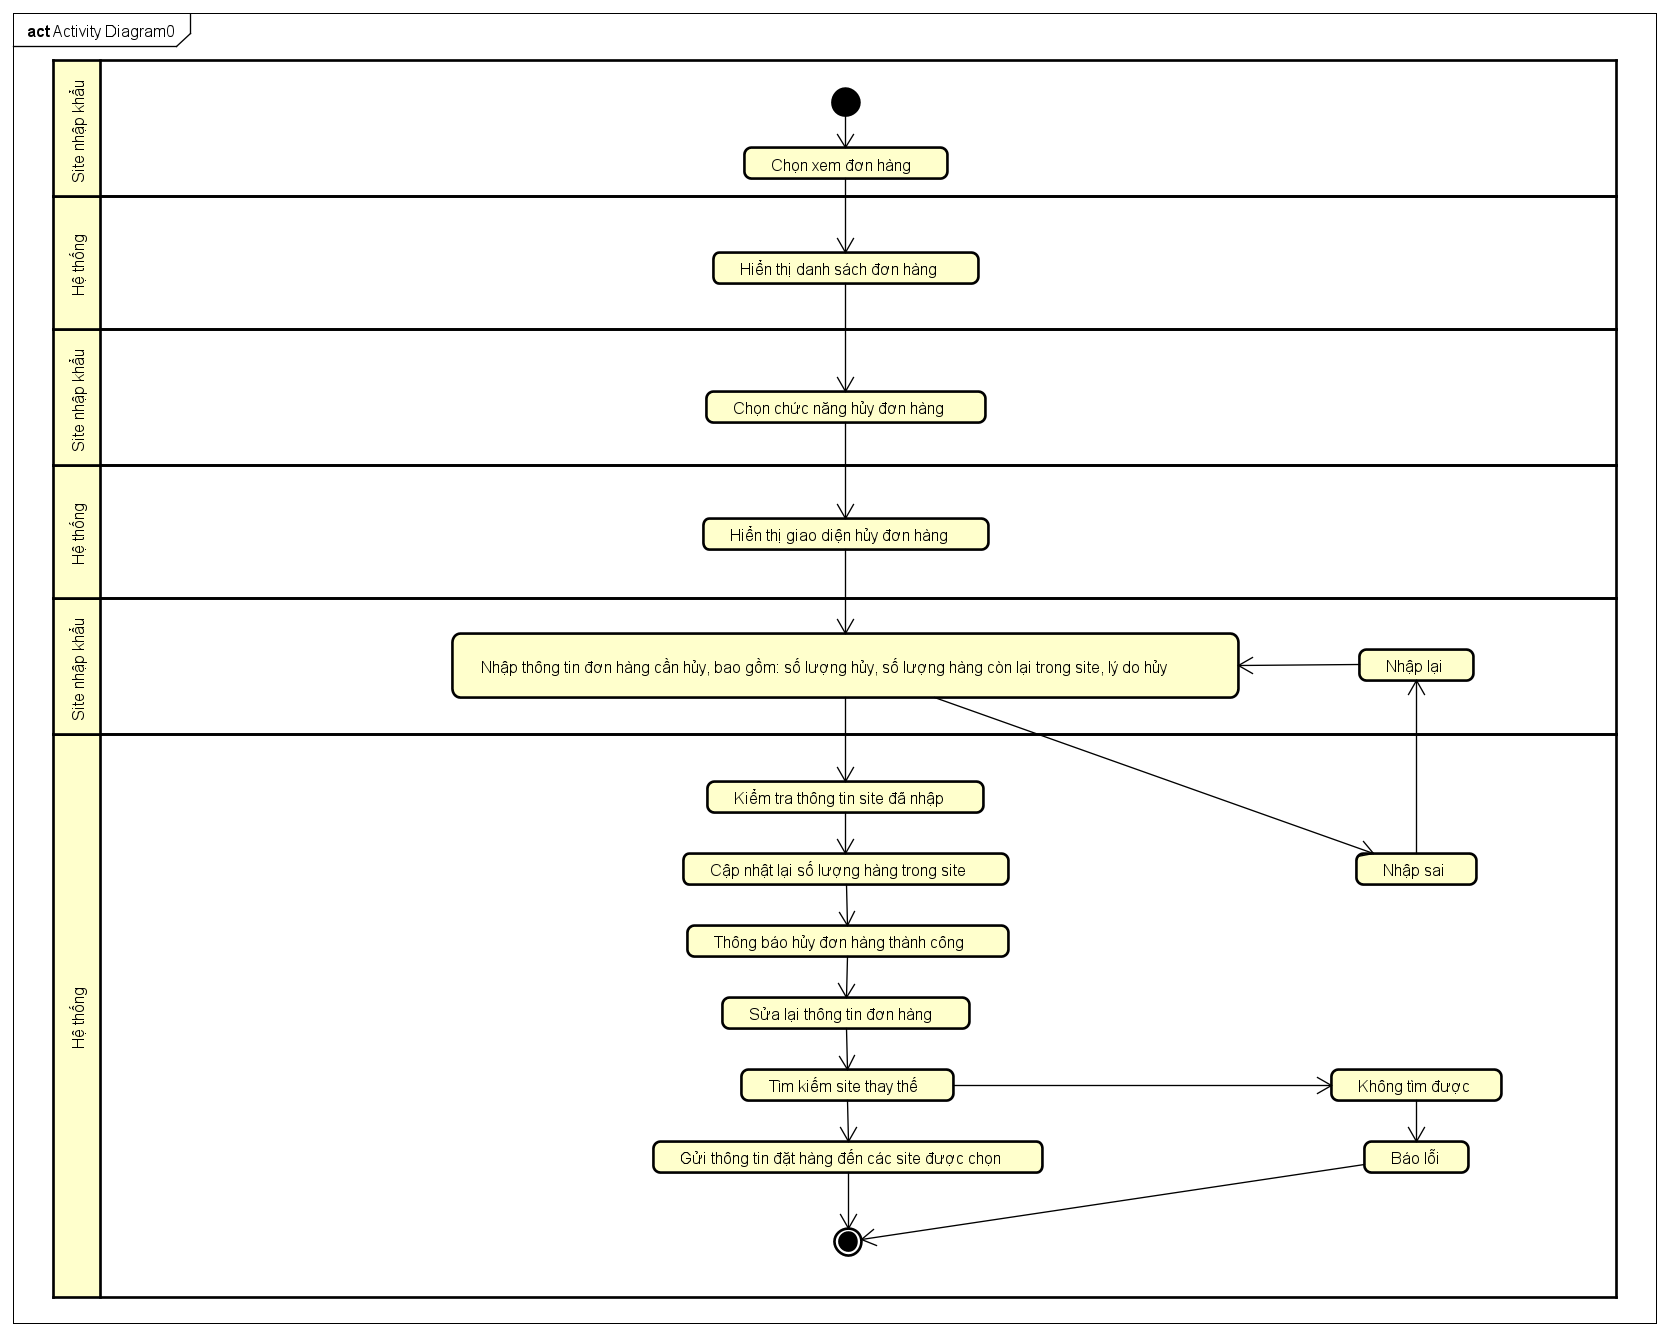 act Activity Diagram0
Site nhập khẩu
Chọn xem đơn hàng
Hệ thống
Hiển thị danh sách đơn hàng
Site nhập khẩu
Chọn chức năng hủy đơn hàng
Hệ thống
Hiển thị giao diện hủy đơn hàng
Site nhập khẩu
Nhập thông tin đơn hàng cần hủy, bao gồm: số lượng hủy, số lượng hàng còn lại trong site, lý do hủy
Nhập lại
Hệ thống
Kiểm tra thông tin site đã nhập
Cập nhật lại số lượng hàng trong site
Nhập sai
Thông báo hủy đơn hàng thành công
Sửa lại thông tin đơn hàng
Tìm kiếm site thay thế
Không tìm được
Gửi thông tin đặt hàng đến các site được chọn
Báo lỗi